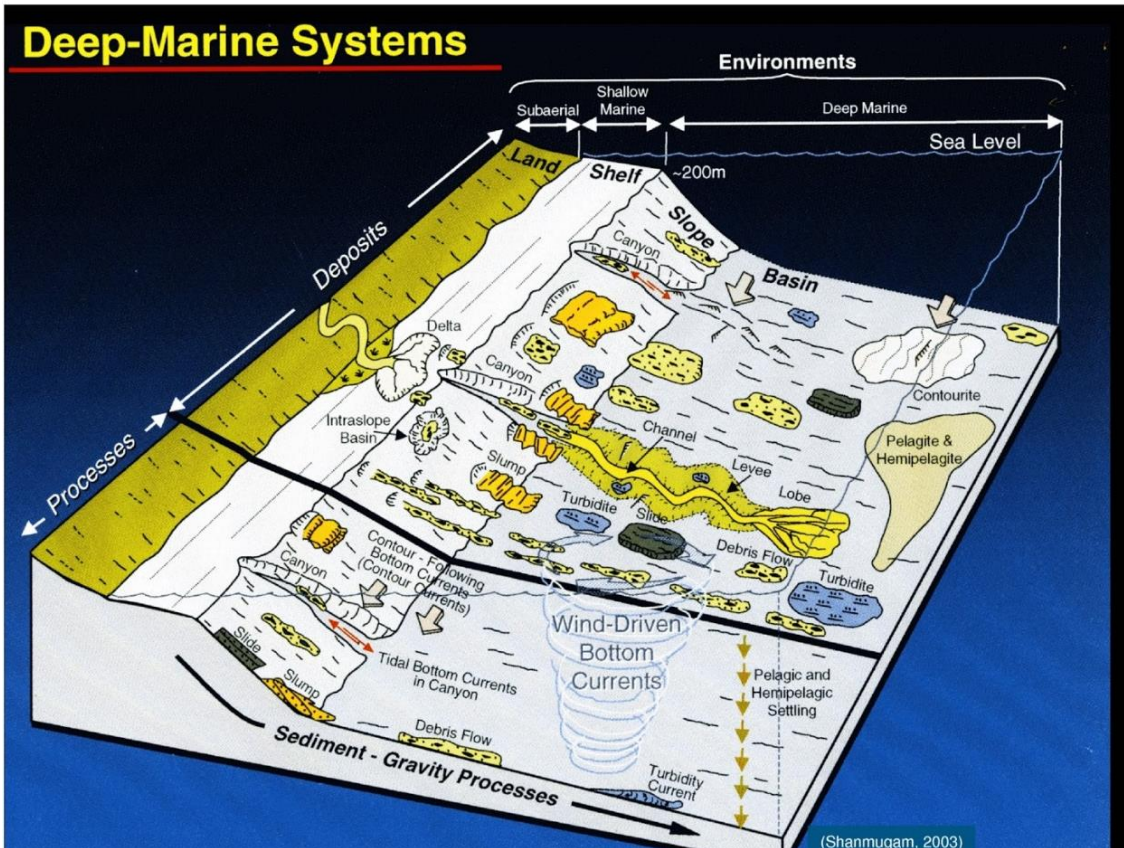 Deep-Marine Systems
Environments
Subaerial
Shallow
Marine
Deep Marine
Sea Level
Land
Shelf
~200m
Slope
Deposits
Canyon
Basin
Delta
Canyon
Contourite
Intraslope
Basin
Channel
Pelagite &
Hemipelagite
Levee
Processes
Slump
Lobe
Turbidite
Slide
Debris Flow
Contour - Following
Bottom Currents
(Contour Currents)
Turbidite
Canyon
Wind-Driven
Bottom
Currents
Slide
Tidal Bottom Currents
in Canyon
Pelagic and
Hemipelagic
Settling
Slump
Debris Flow
Sediment - Gravity Processes
Turbidity
Current
(Shanmugam, 2003)